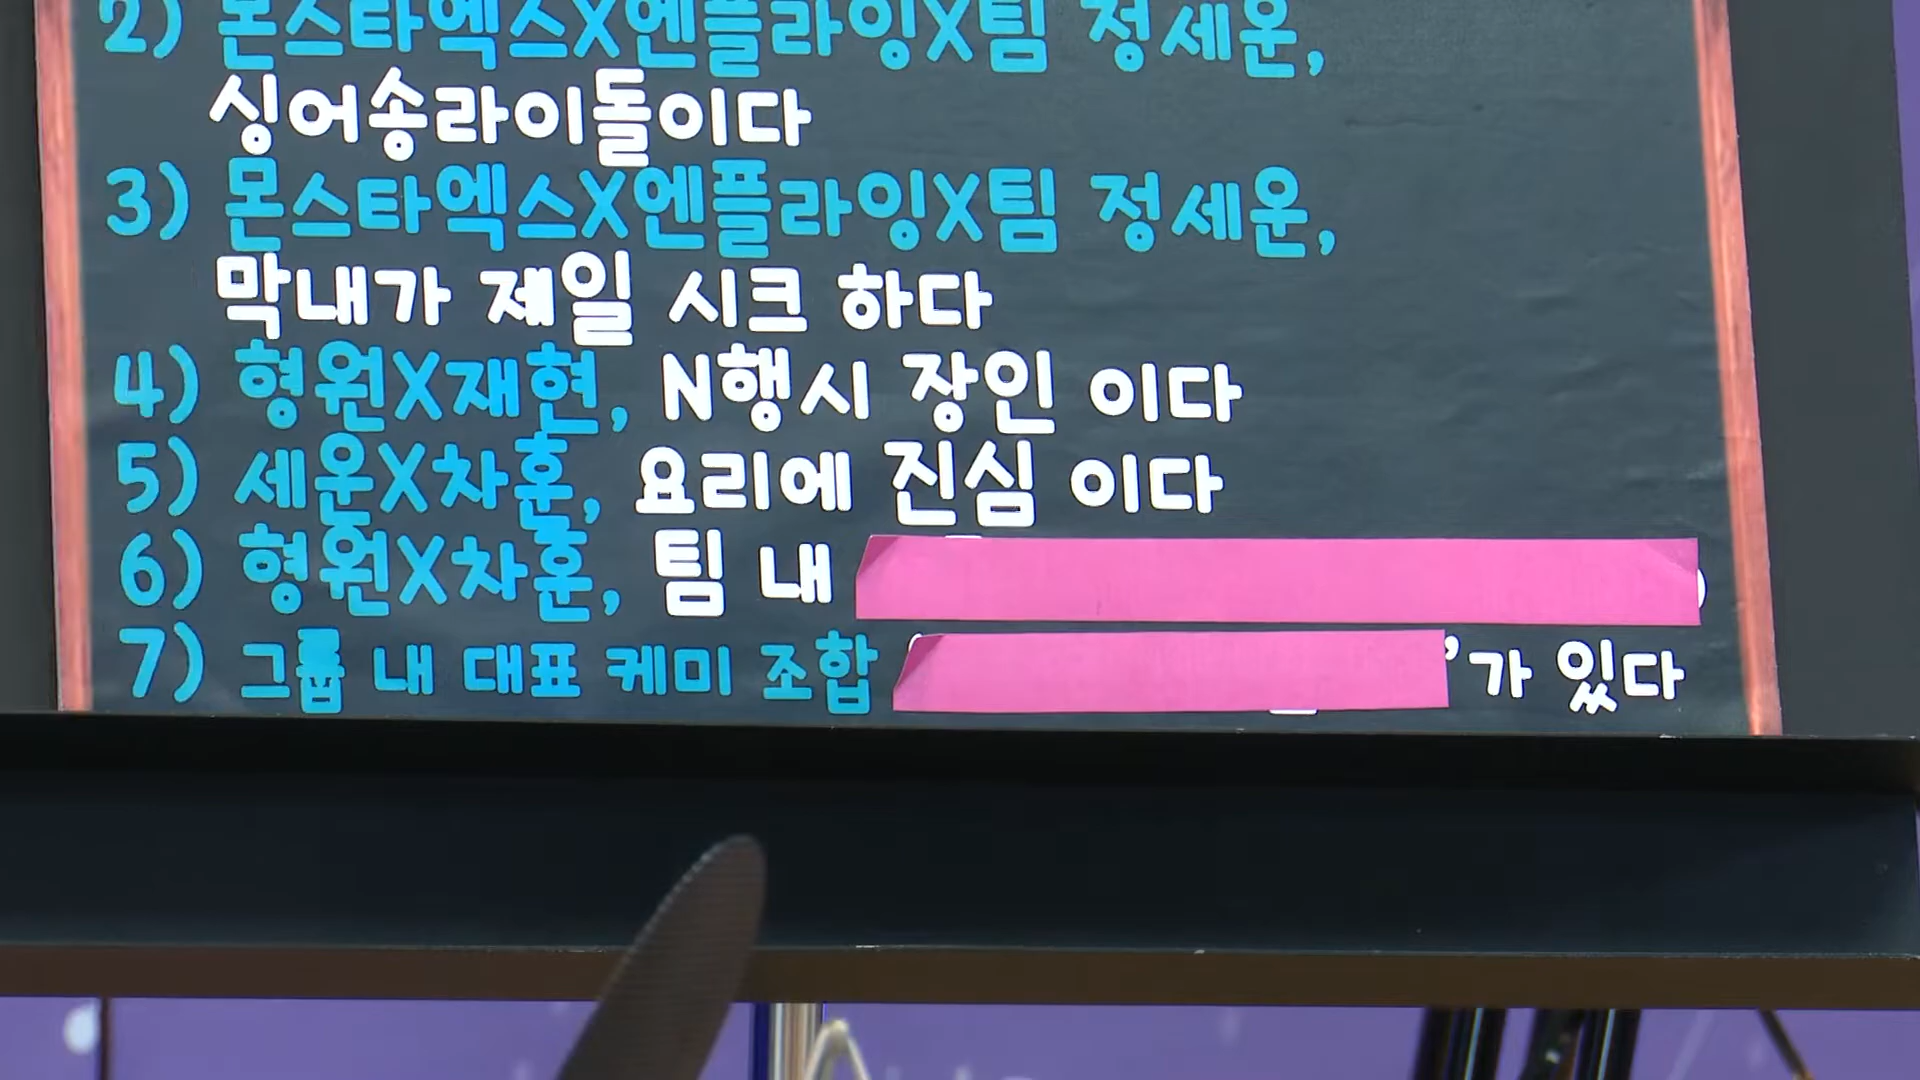 2) 몬스타엑스X엔플라잉X팀 정세운,
싱어송라이돌이다
3) 몬스타엑스X엔플라잉X팀 정세운,
막내가 제일 시크 하다
4) 형원X재현, N행시 장인 이다
5) 세운X차훈, 요리에 진심 이다
6) 형원X차훈, 팀 내
7) 그룹 내 대표 케미 조합 ' '가 있다